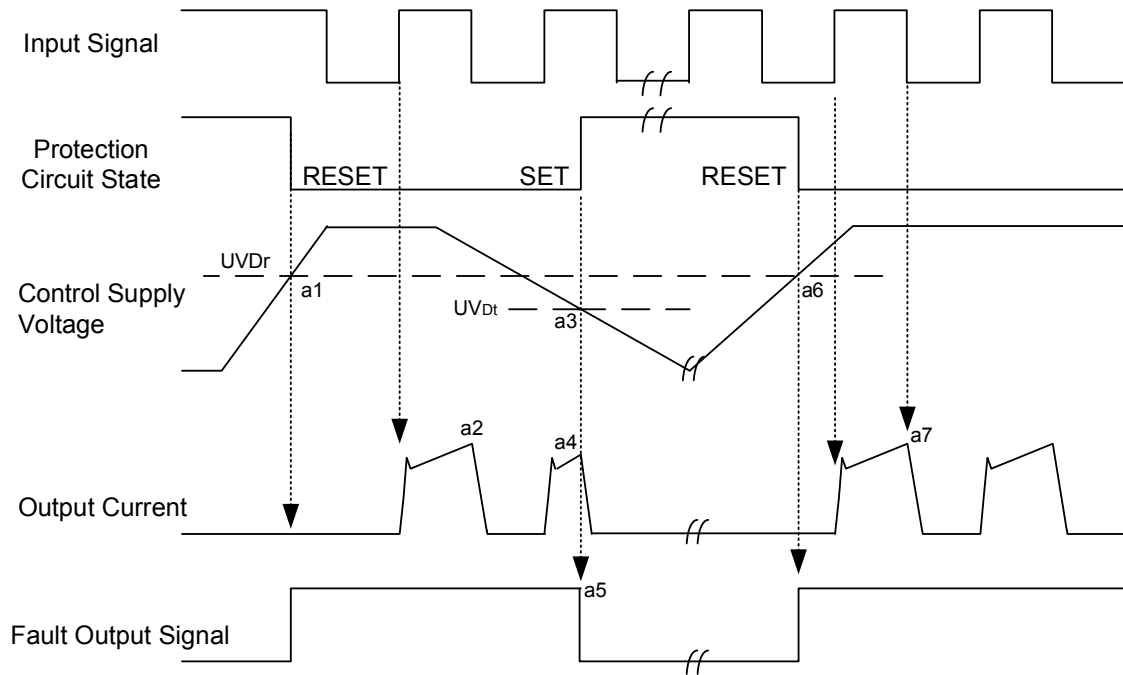 Input Signal
Protection
Circuit State
RESET
SET
RESET
UVDr
a1
a6
Control Supply
Voltage
UVDt
a3
a2
a4
a7
Output Current
a5
Fault Output Signal